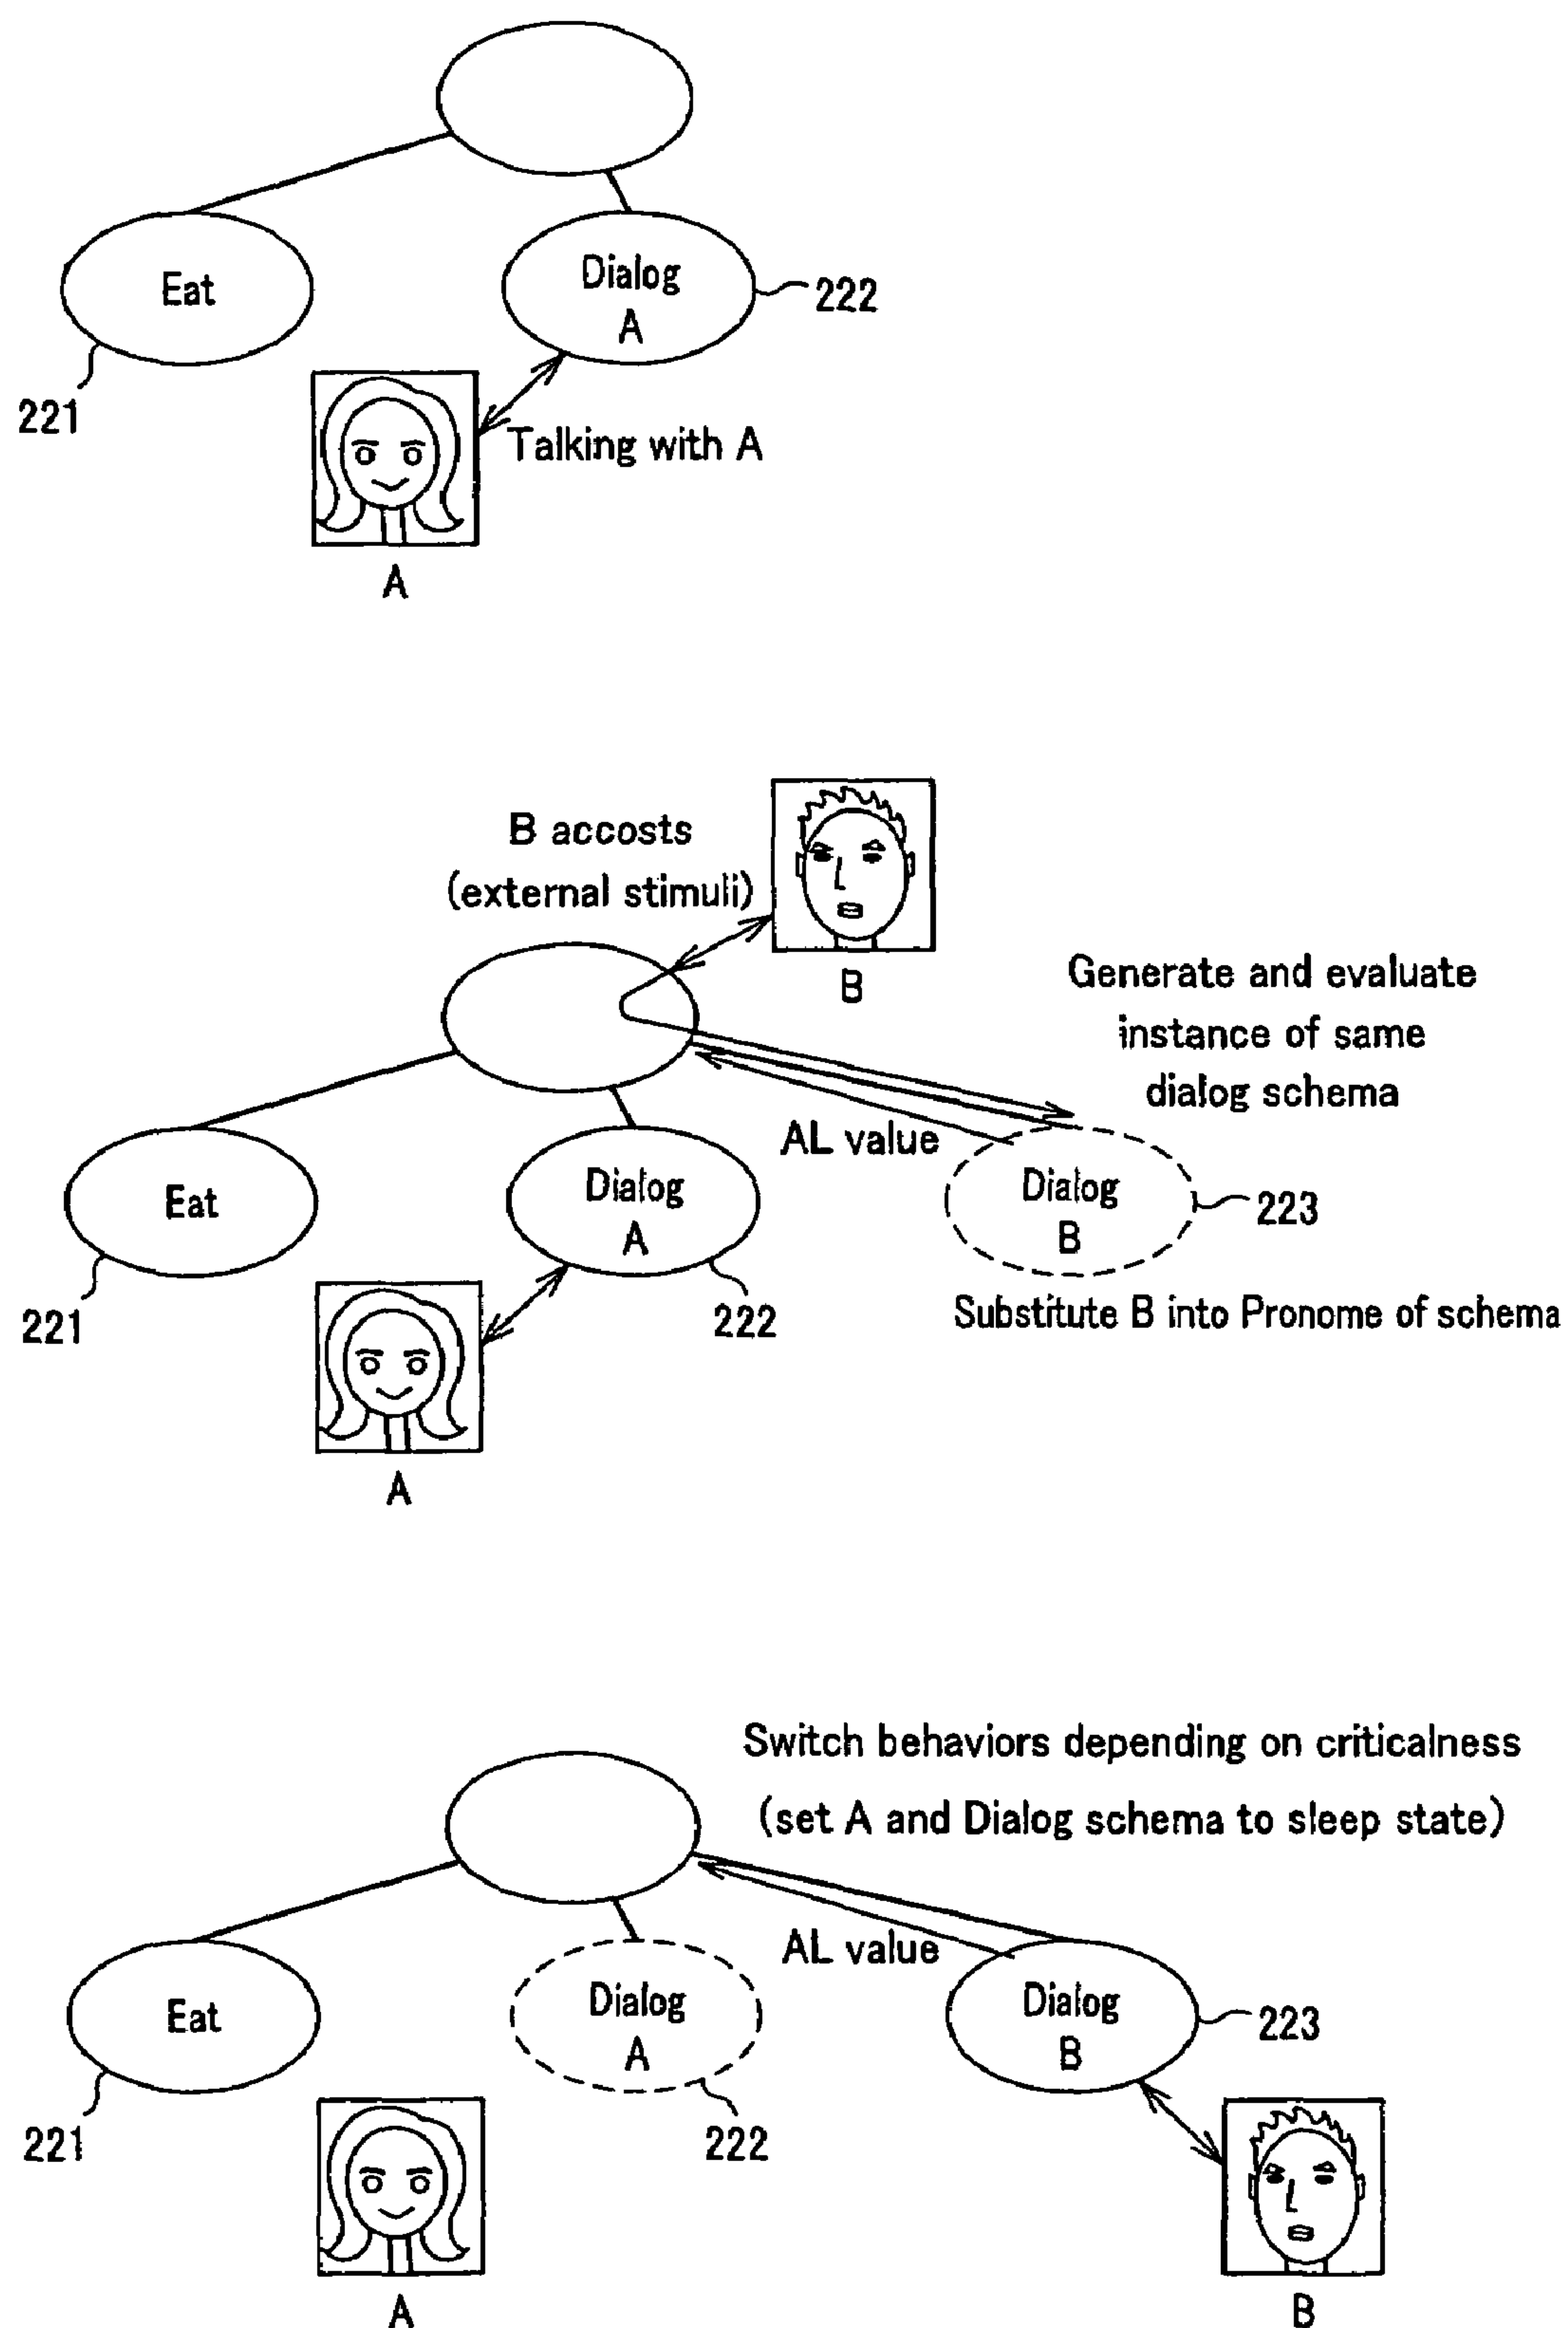 Eat
Dialog
A
222
221
Talking with A
A
B accosts
(external stimuli)
B
Generate and evaluate
instance of same
dialog schema
AL value
Eat
Dialog
A
Dialog
B
223
221
222
Substitute B into Pronome of schema
A
Switch behaviors depending on criticalness
(set A and Dialog schema to sleep state)
AL value
Eat
Dialog
A
Dialog
B
223
221
222
A
B